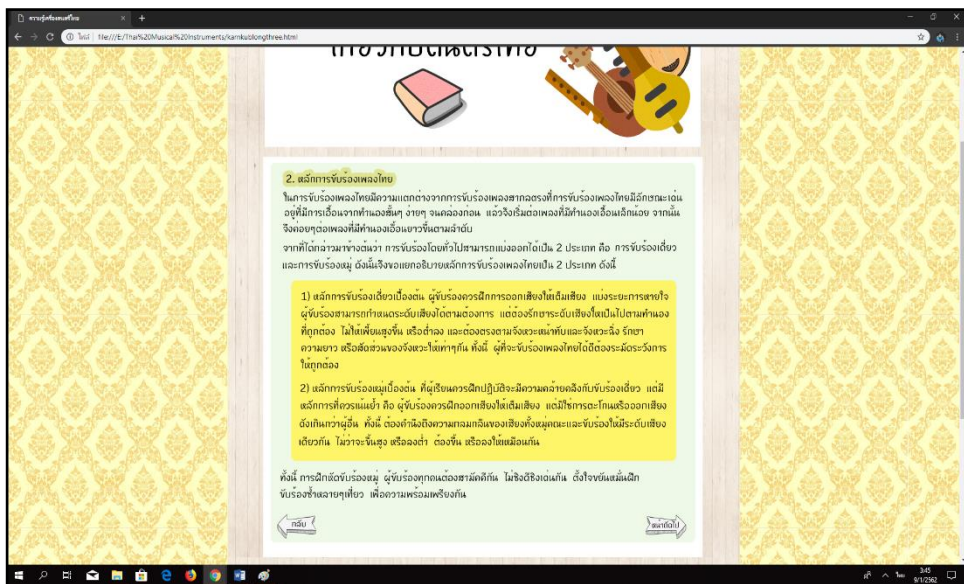 ความรู้เครื่องดนตรีไทย
ไฟล์ file:///E:/Thai%20Musical%20Instruments/karnkublongthree.html
เกี่ยวกับดนตรีไทย
2. หลักการขับร้องเพลงไทย
ในการขับร้องเพลงไทยมีความแตกต่างจากการขับร้องเพลงสากลตรงที่การขับร้องเพลงไทยมีลักษณะเด่น
อยู่ที่มีการเอื้อนจากทำนองสั้นๆ ง่ายๆ จนคล่องก่อน แล้วจึงเริ่มต่อเพลงที่มีทำนองเอื้อนเล็กน้อย จากนั้น
จึงค่อยๆต่อเพลงที่มีทำนองเอื้อนยาวขึ้นตามลำดับ
จากที่ได้กล่าวมาข้างต้นว่า การขับร้องโดยทั่วไปสามารถแบ่งออกได้เป็น 2 ประเภท คือ การขับร้องเดี่ยว
และการขับร้องหมู่ ดังนั้นจึงขอแยกอธิบายหลักการขับร้องเพลงไทยเป็น 2 ประเภท ดังนี้
1) หลักการขับร้องเดี่ยวเบื้องต้น ผู้ขับร้องควรฝึกการออกเสียงให้เต็มเสียง แบ่งระยะการหายใจ
ผู้ขับร้องสามารถกำหนดระดับเสียงได้ตามต้องการ แต่ต้องรักษาระดับเสียงให้เป็นไปตามทำนอง
ที่ถูกต้อง ไม่ให้เพี้ยนสูงขึ้น หรือต่ำลง และต้องตรงตามจังหวะหน้าทับและจังหวะฉิ่ง รักษา
ความยาว หรือสัดส่วนของจังหวะให้เท่าๆกัน ทั้งนี้ ผู้ที่จะขับร้องเพลงไทยได้ดีต้องระมัดระวังการ
ให้ถูกต้อง
2) หลักการขับร้องหมู่เบื้องต้น ที่ผู้เรียนควรฝึกปฏิบัติจะมีความคล้ายคลึงกับขับร้องเดี่ยว แต่มี
หลักการที่ควรเน้นย้ำ คือ ผู้ขับร้องควรฝึกออกเสียงให้เต็มเสียง แต่มิใช่การตะโกนหรือออกเสียง
ดังเกินกว่าผู้อื่น ทั้งนี้ ต้องคำนึงถึงความกลมกลืนของเสียงทั้งหมู่คณะและขับร้องให้มีระดับเสียง
เดียวกัน ไม่ว่าจะขึ้นสูง หรือลงต่ำ ต้องขึ้น หรือลงให้เหมือนกัน
ทั้งนี้ การฝึกหัดขับร้องหมู่ ผู้ขับร้องทุกคนต้องสามัคคีกัน ไม่ชิงดีชิงเด่นกัน ตั้งใจขยันหมั่นฝึก
ขับร้องซ้ำหลายๆเที่ยว เพื่อความพร้อมเพรียงกัน
กลับ
หน้าถัดไป
ไทย
3:45
9/1/2562